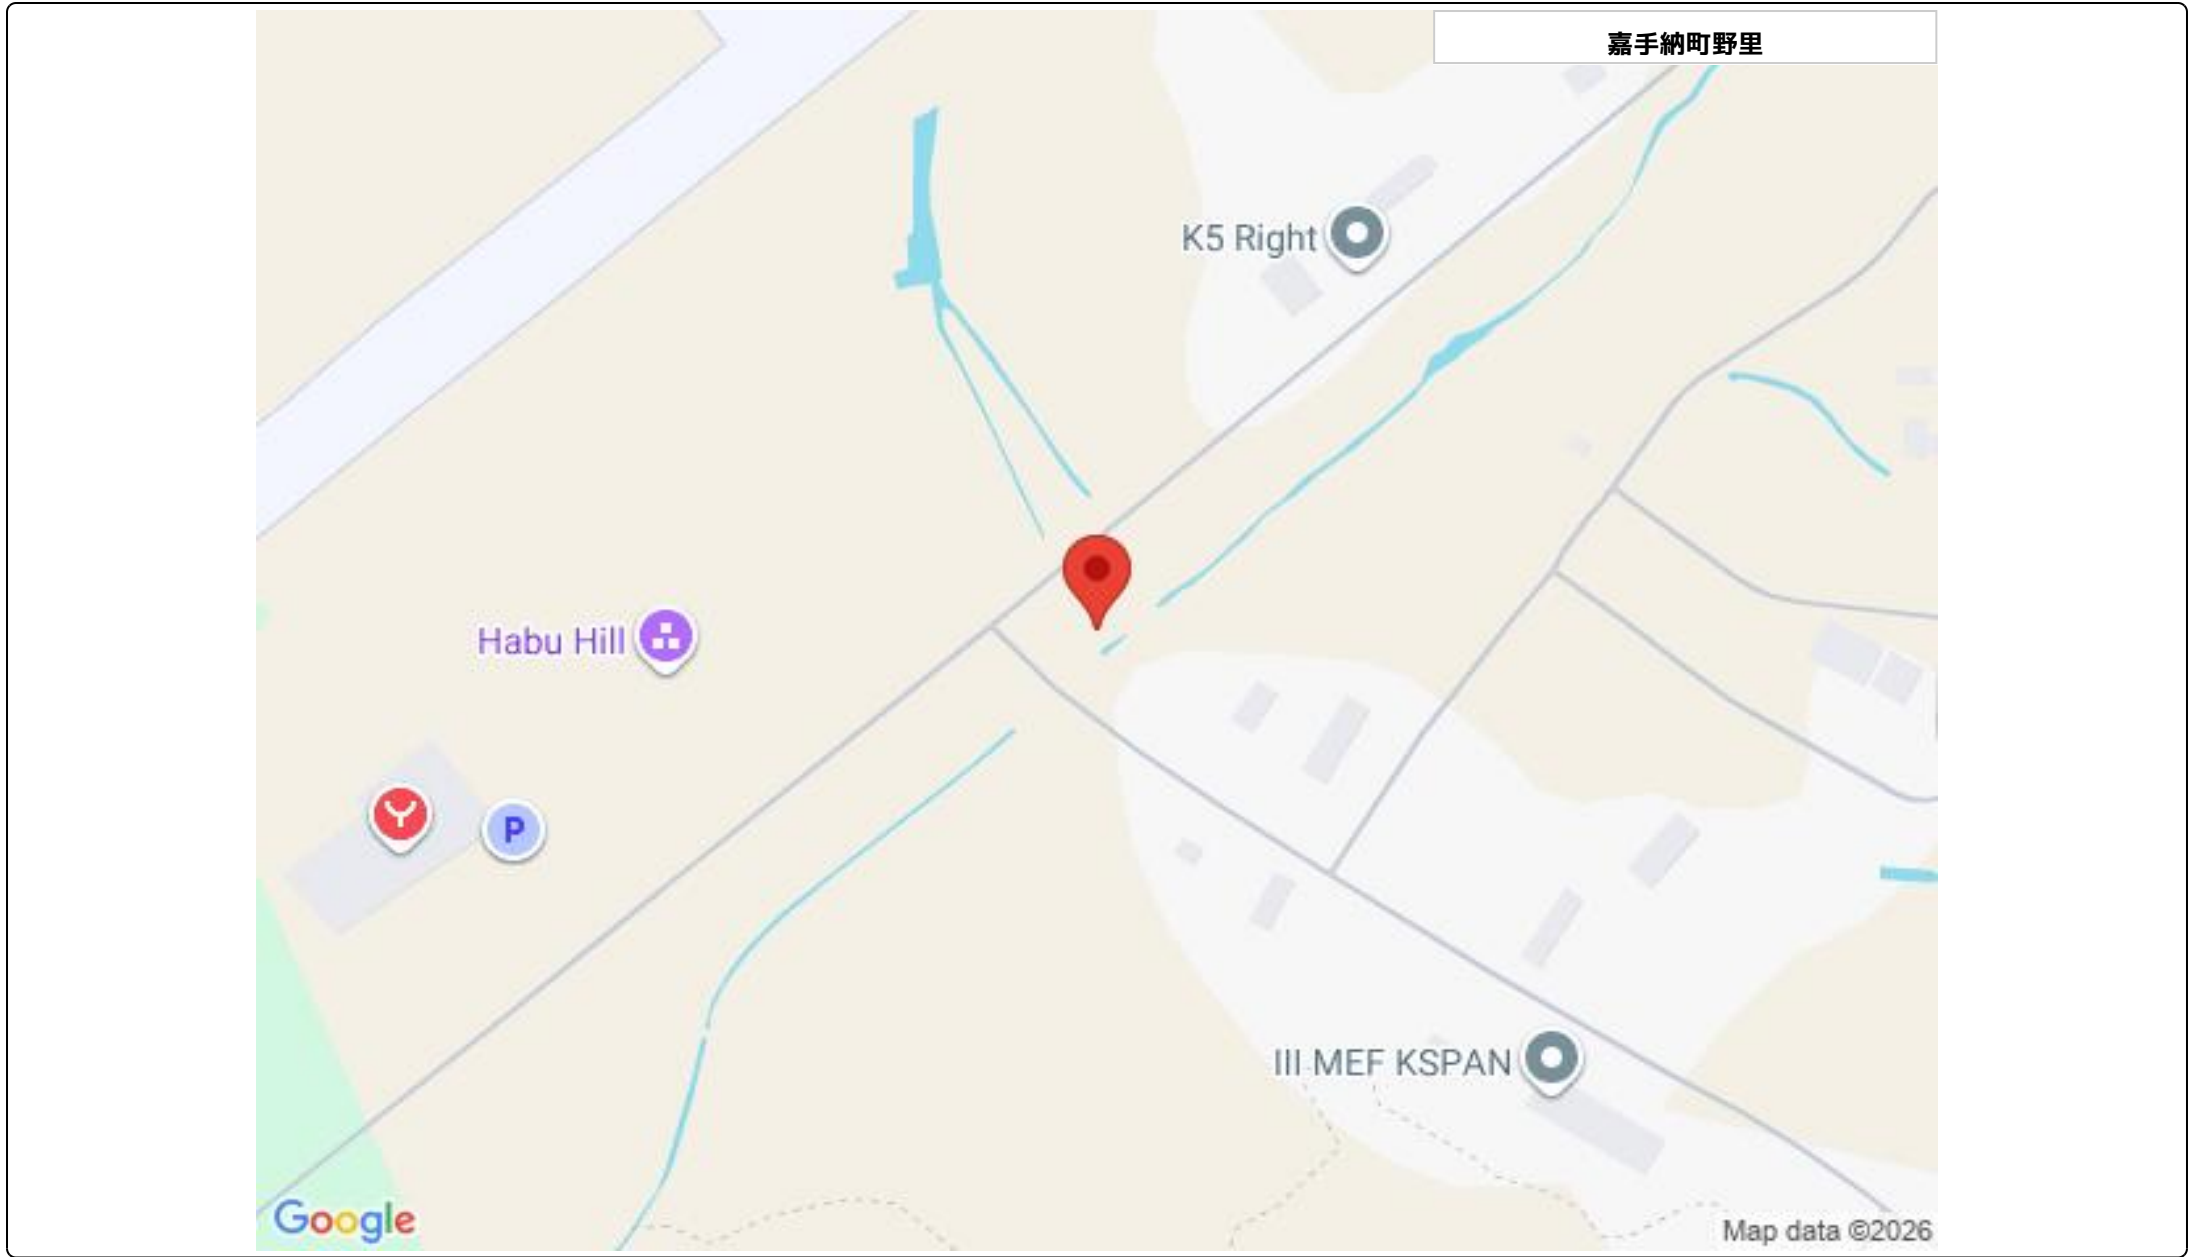 嘉手納町野里
K5 Right
Habu Hill
P
III MEF KSPAN
Google
Map data ©2026